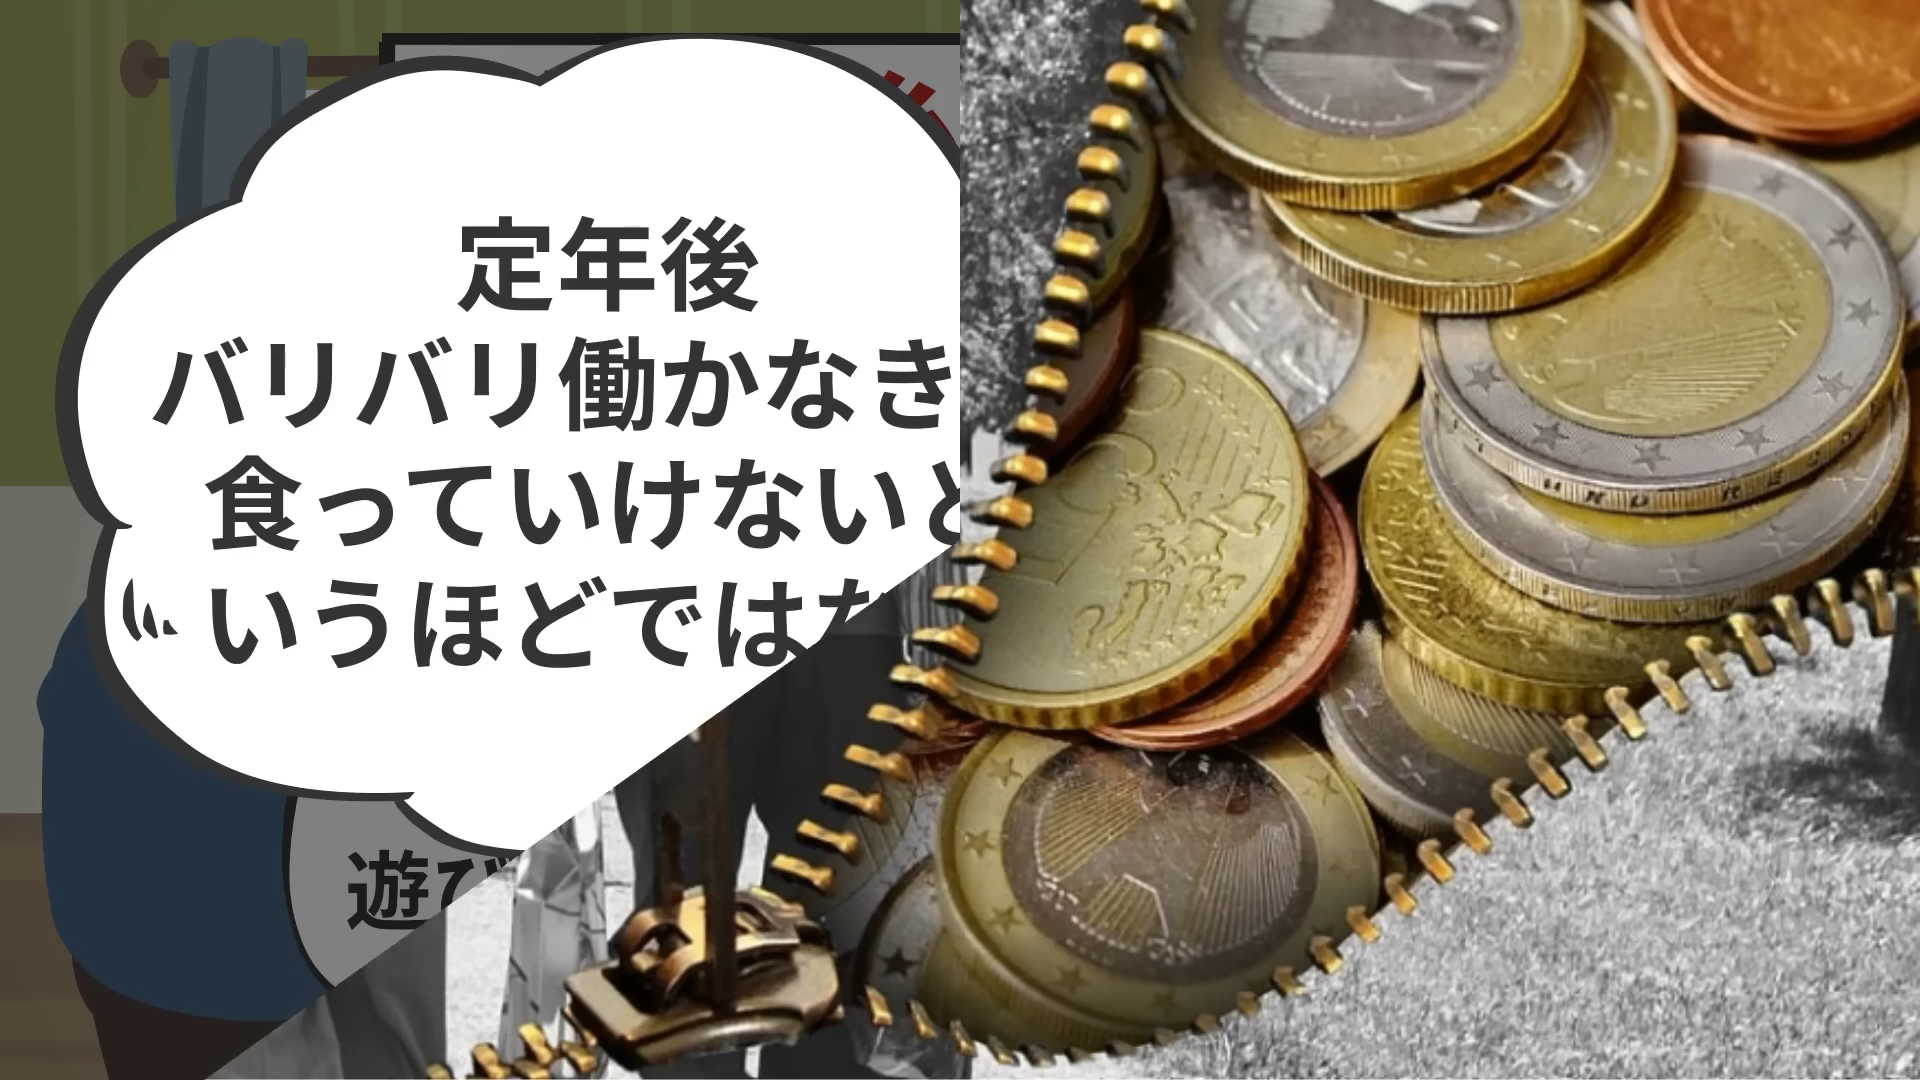 定年後
バリバリ働かなき
食っていけないと
いうほどではな
遊び